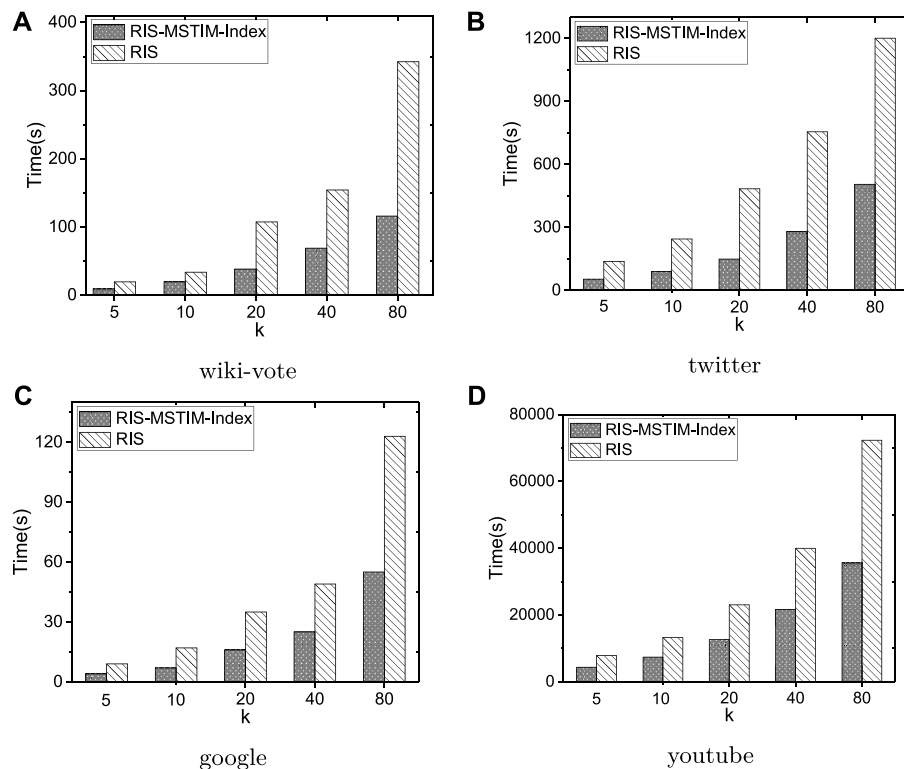 A
RIS-MSTIM-Index
RIS
Time(s)
400
300
200
100
0
5 10 20 40 80
k
wiki-vote
B
RIS-MSTIM-Index
RIS
Time(s)
1200
900
600
300
0
5 10 20 40 80
k
twitter
C
RIS-MSTIM-Index
RIS
Time(s)
120
90
60
30
0
5 10 20 40 80
k
google
D
RIS-MSTIM-Index
RIS
Time(s)
80000
60000
40000
20000
0
5 10 20 40 80
k
youtube